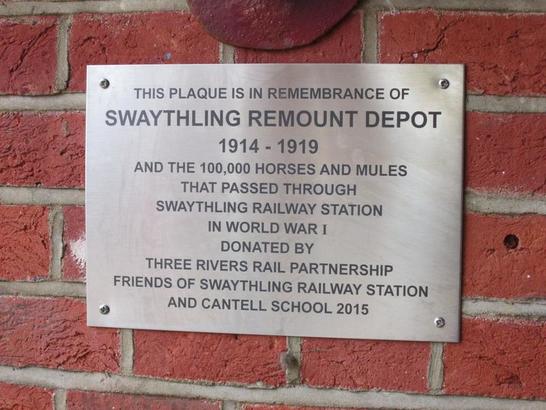 THIS PLAQUE IS IN REMEMBRANCE OF
SWAYTHLING REMOUNT DEPOT
1914 - 1919
AND THE 100,000 HORSES AND MULES
THAT PASSED THROUGH
SWAYTHLING RAILWAY STATION
IN WORLD WAR I
DONATED BY
THREE RIVERS RAIL PARTNERSHIP
FRIENDS OF SWAYTHLING RAILWAY STATION
AND CANTELL SCHOOL 2015